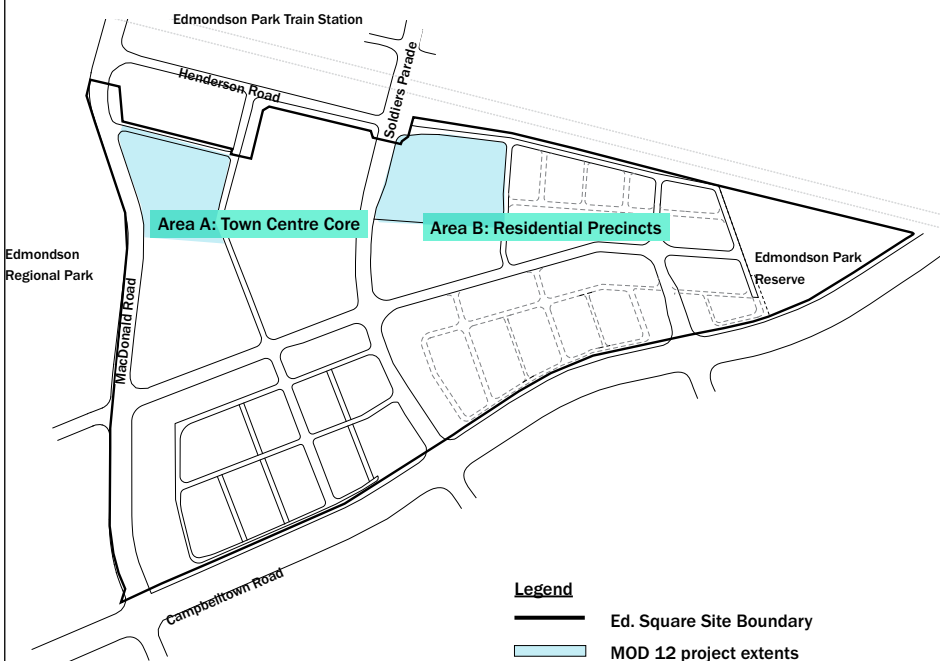 Edmondson Park Train Station
Henderson Road
Soldiers Parade
Area A: Town Centre Core
Area B: Residential Precincts
Edmondson
Regional Park
Edmondson Park
Reserve
MacDonald Road
Campbelltown Road
Legend
Ed. Square Site Boundary
MOD 12 project extents